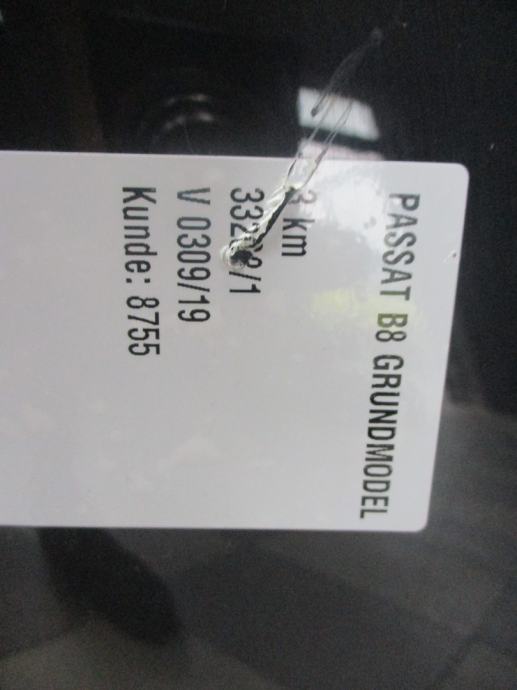 PASSAT B8 GRUNDMODEL
km
V 0309/19
Kunde: 8755